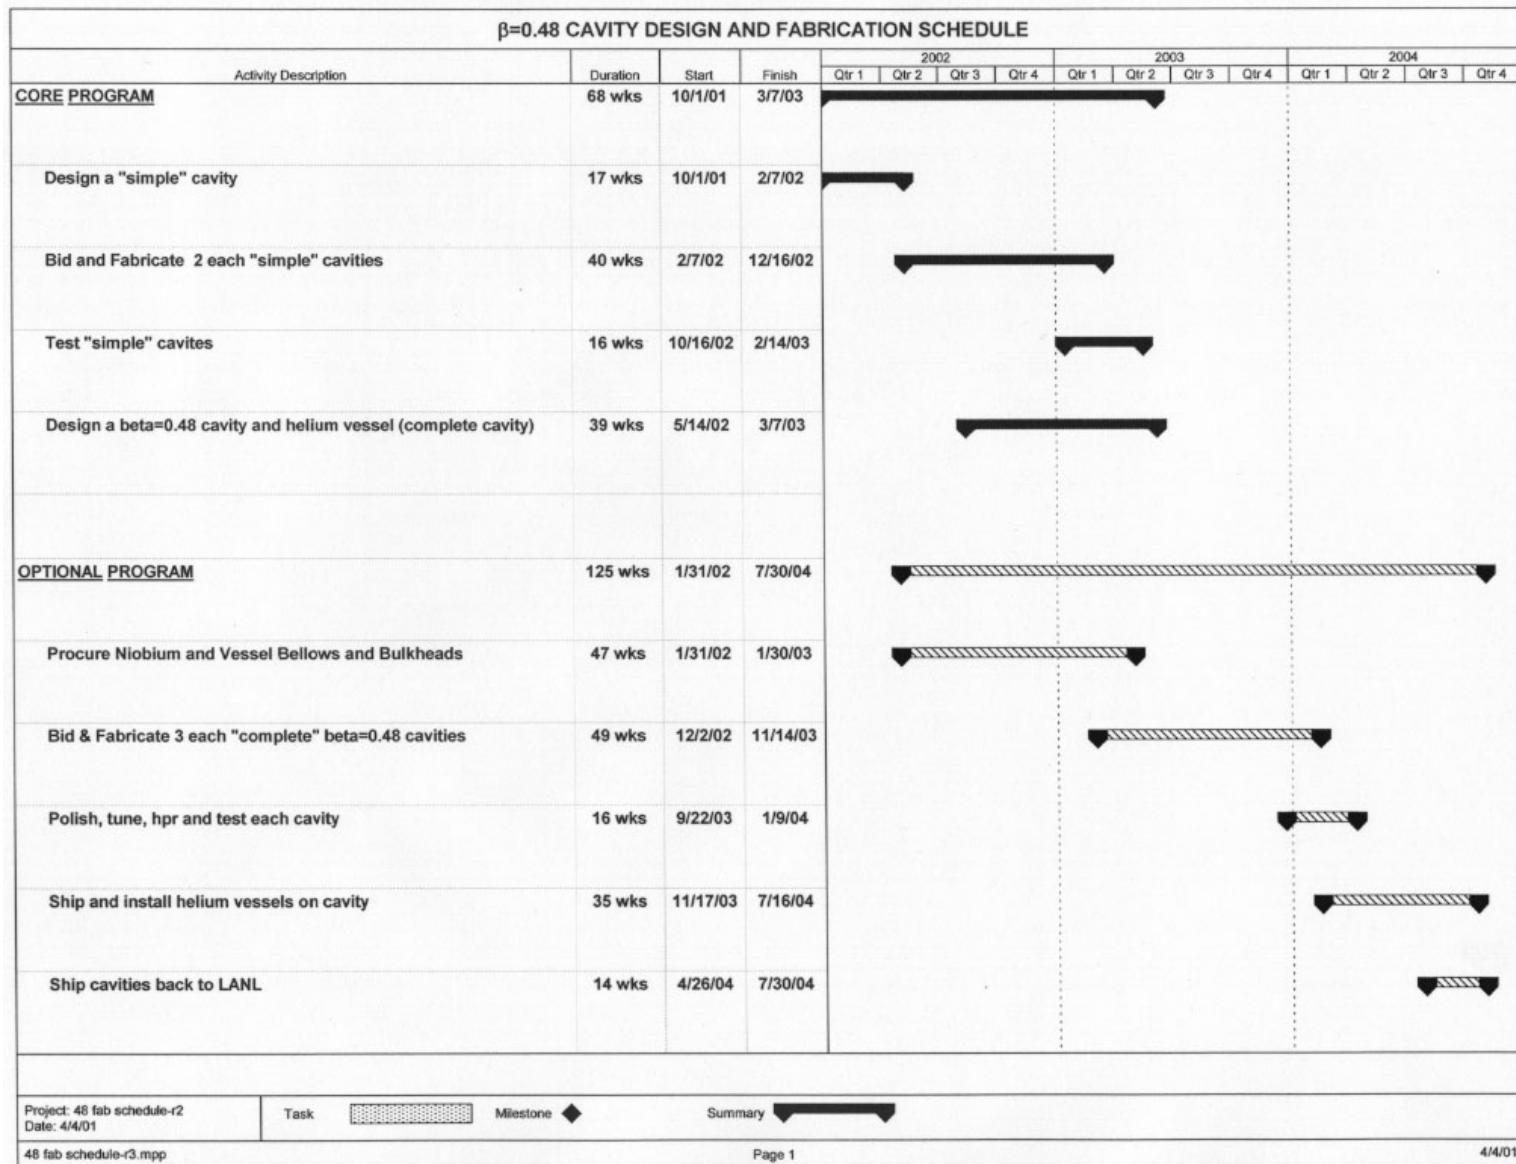 β=0.48 CAVITY DESIGN AND FABRICATION SCHEDULE
2002 2003 2004
Activity Description Duration Start Finish Qtr 1 Qtr 2 Qtr 3 Qtr 4 Qtr 1 Qtr 2 Qtr 3 Qtr 4 Qtr 1 Qtr 2 Qtr 3 Qtr 4
CORE PROGRAM 68 wks 10/1/01 3/7/03
Design a "simple" cavity 17 wks 10/1/01 2/7/02
Bid and Fabricate 2 each "simple" cavities 40 wks 2/7/02 12/16/02
Test "simple" cavites 16 wks 10/16/02 2/14/03
Design a beta=0.48 cavity and helium vessel (complete cavity) 39 wks 5/14/02 3/7/03
OPTIONAL PROGRAM 125 wks 1/31/02 7/30/04
Procure Niobium and Vessel Bellows and Bulkheads 47 wks 1/31/02 1/30/03
Bid & Fabricate 3 each "complete" beta=0.48 cavities 49 wks 12/2/02 11/14/03
Polish, tune, hpr and test each cavity 16 wks 9/22/03 1/9/04
Ship and install helium vessels on cavity 35 wks 11/17/03 7/16/04
Ship cavities back to LANL 14 wks 4/26/04 7/30/04
Project: 48 fab schedule-r2
Date: 4/4/01
Task Milestone Summary
48 fab schedule-r3.mpp Page 1 4/4/01